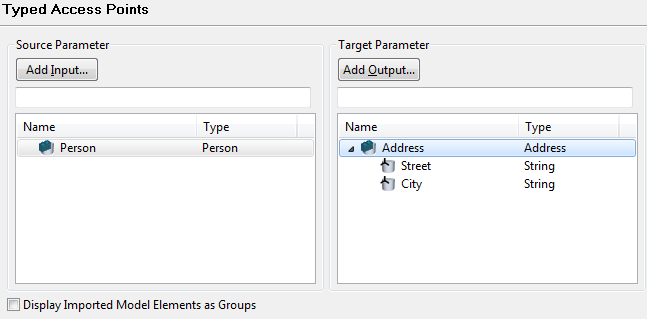 Typed Access Points
Source Parameter
Add Input...
Name Type
Person Person
Target Parameter
Add Output...
Name Type
Address Address
Street String
City String
Display Imported Model Elements as Groups